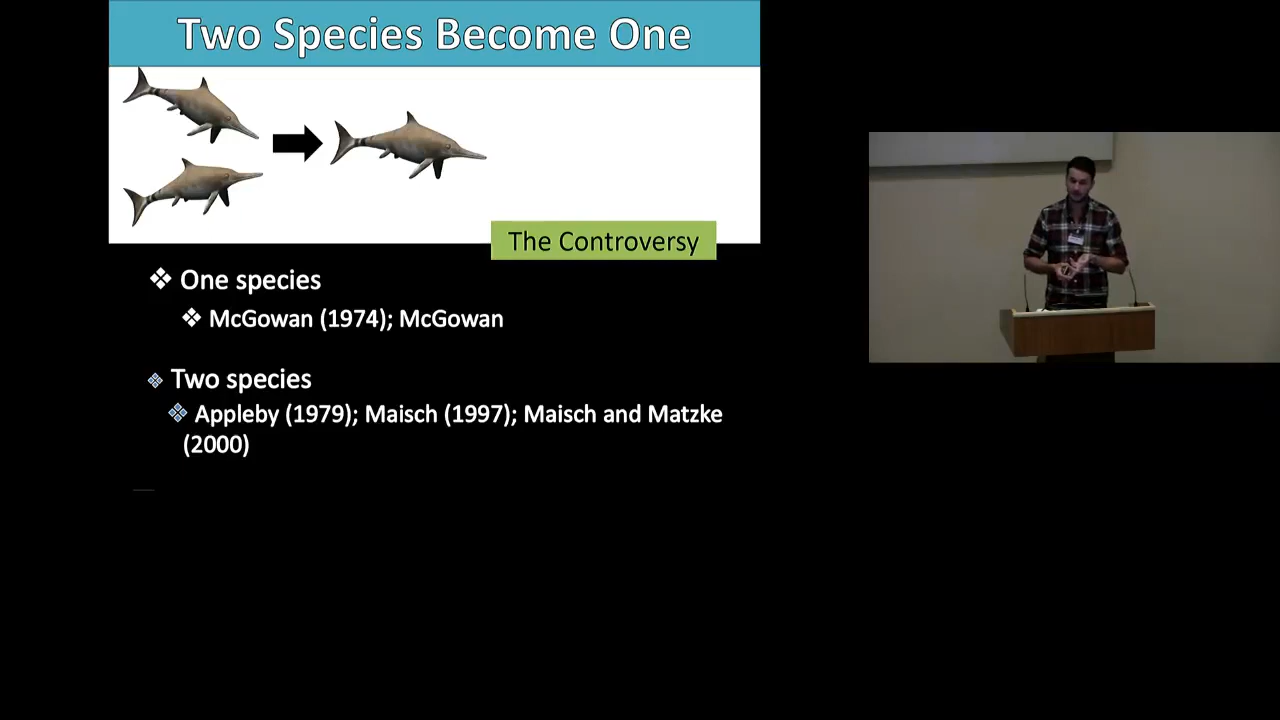 Two Species Become One
The Controversy
❖ One species
❖ McGowan (1974); McGowan
❖ Two species
❖ Appleby (1979); Maisch (1997); Maisch and Matzke
(2000)